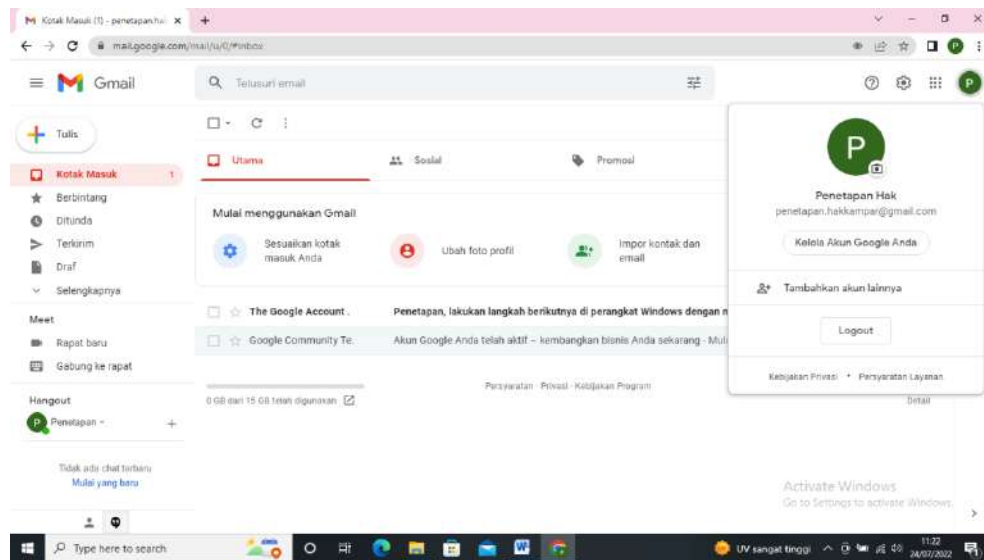 Kotak Masuk (1) - penetapan.hak
mail.google.com/mail/u/0/#inbox
Gmail
Telusuri email
P
Tulis
Utama
Sosial
Promosi
Kotak Masuk 1
Berbintang
Ditunda
Terkirim
Draf
Selengkapnya
Mulai menggunakan Gmail
Sesuaikan kotak
masuk Anda
Ubah foto profil
Impor kontak dan
email
The Google Account .
Penetapan, lakukan langkah berikutnya di perangkat Windows dengan m
Google Community Te.
Akun Google Anda telah aktif – kembangkan bisnis Anda sekarang - Mul
Meet
Rapat baru
Gabung ke rapat
Hangout
P Penetapan
0 GB dari 15 GB telah digunakan
Persyaratan · Privasi · Kebijakan Program
Detail
Tidak ada chat terbaru
Mulai yang baru
P
Penetapan Hak
penetapan.hakkampar@gmail.com
Kelola Akun Google Anda
Tambahkan akun lainnya
Logout
Kebijakan Privasi • Persyaratan Layanan
Activate Windows
Go to Settings to activate Windows.
Type here to search
UV sangat tinggi
11:22
24/07/2022